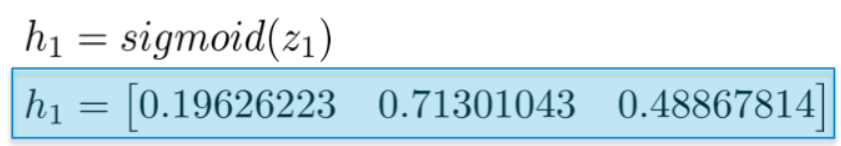 h₁ = sigmoid(z₁)
h₁ = [0.19626223 0.71301043 0.48867814]